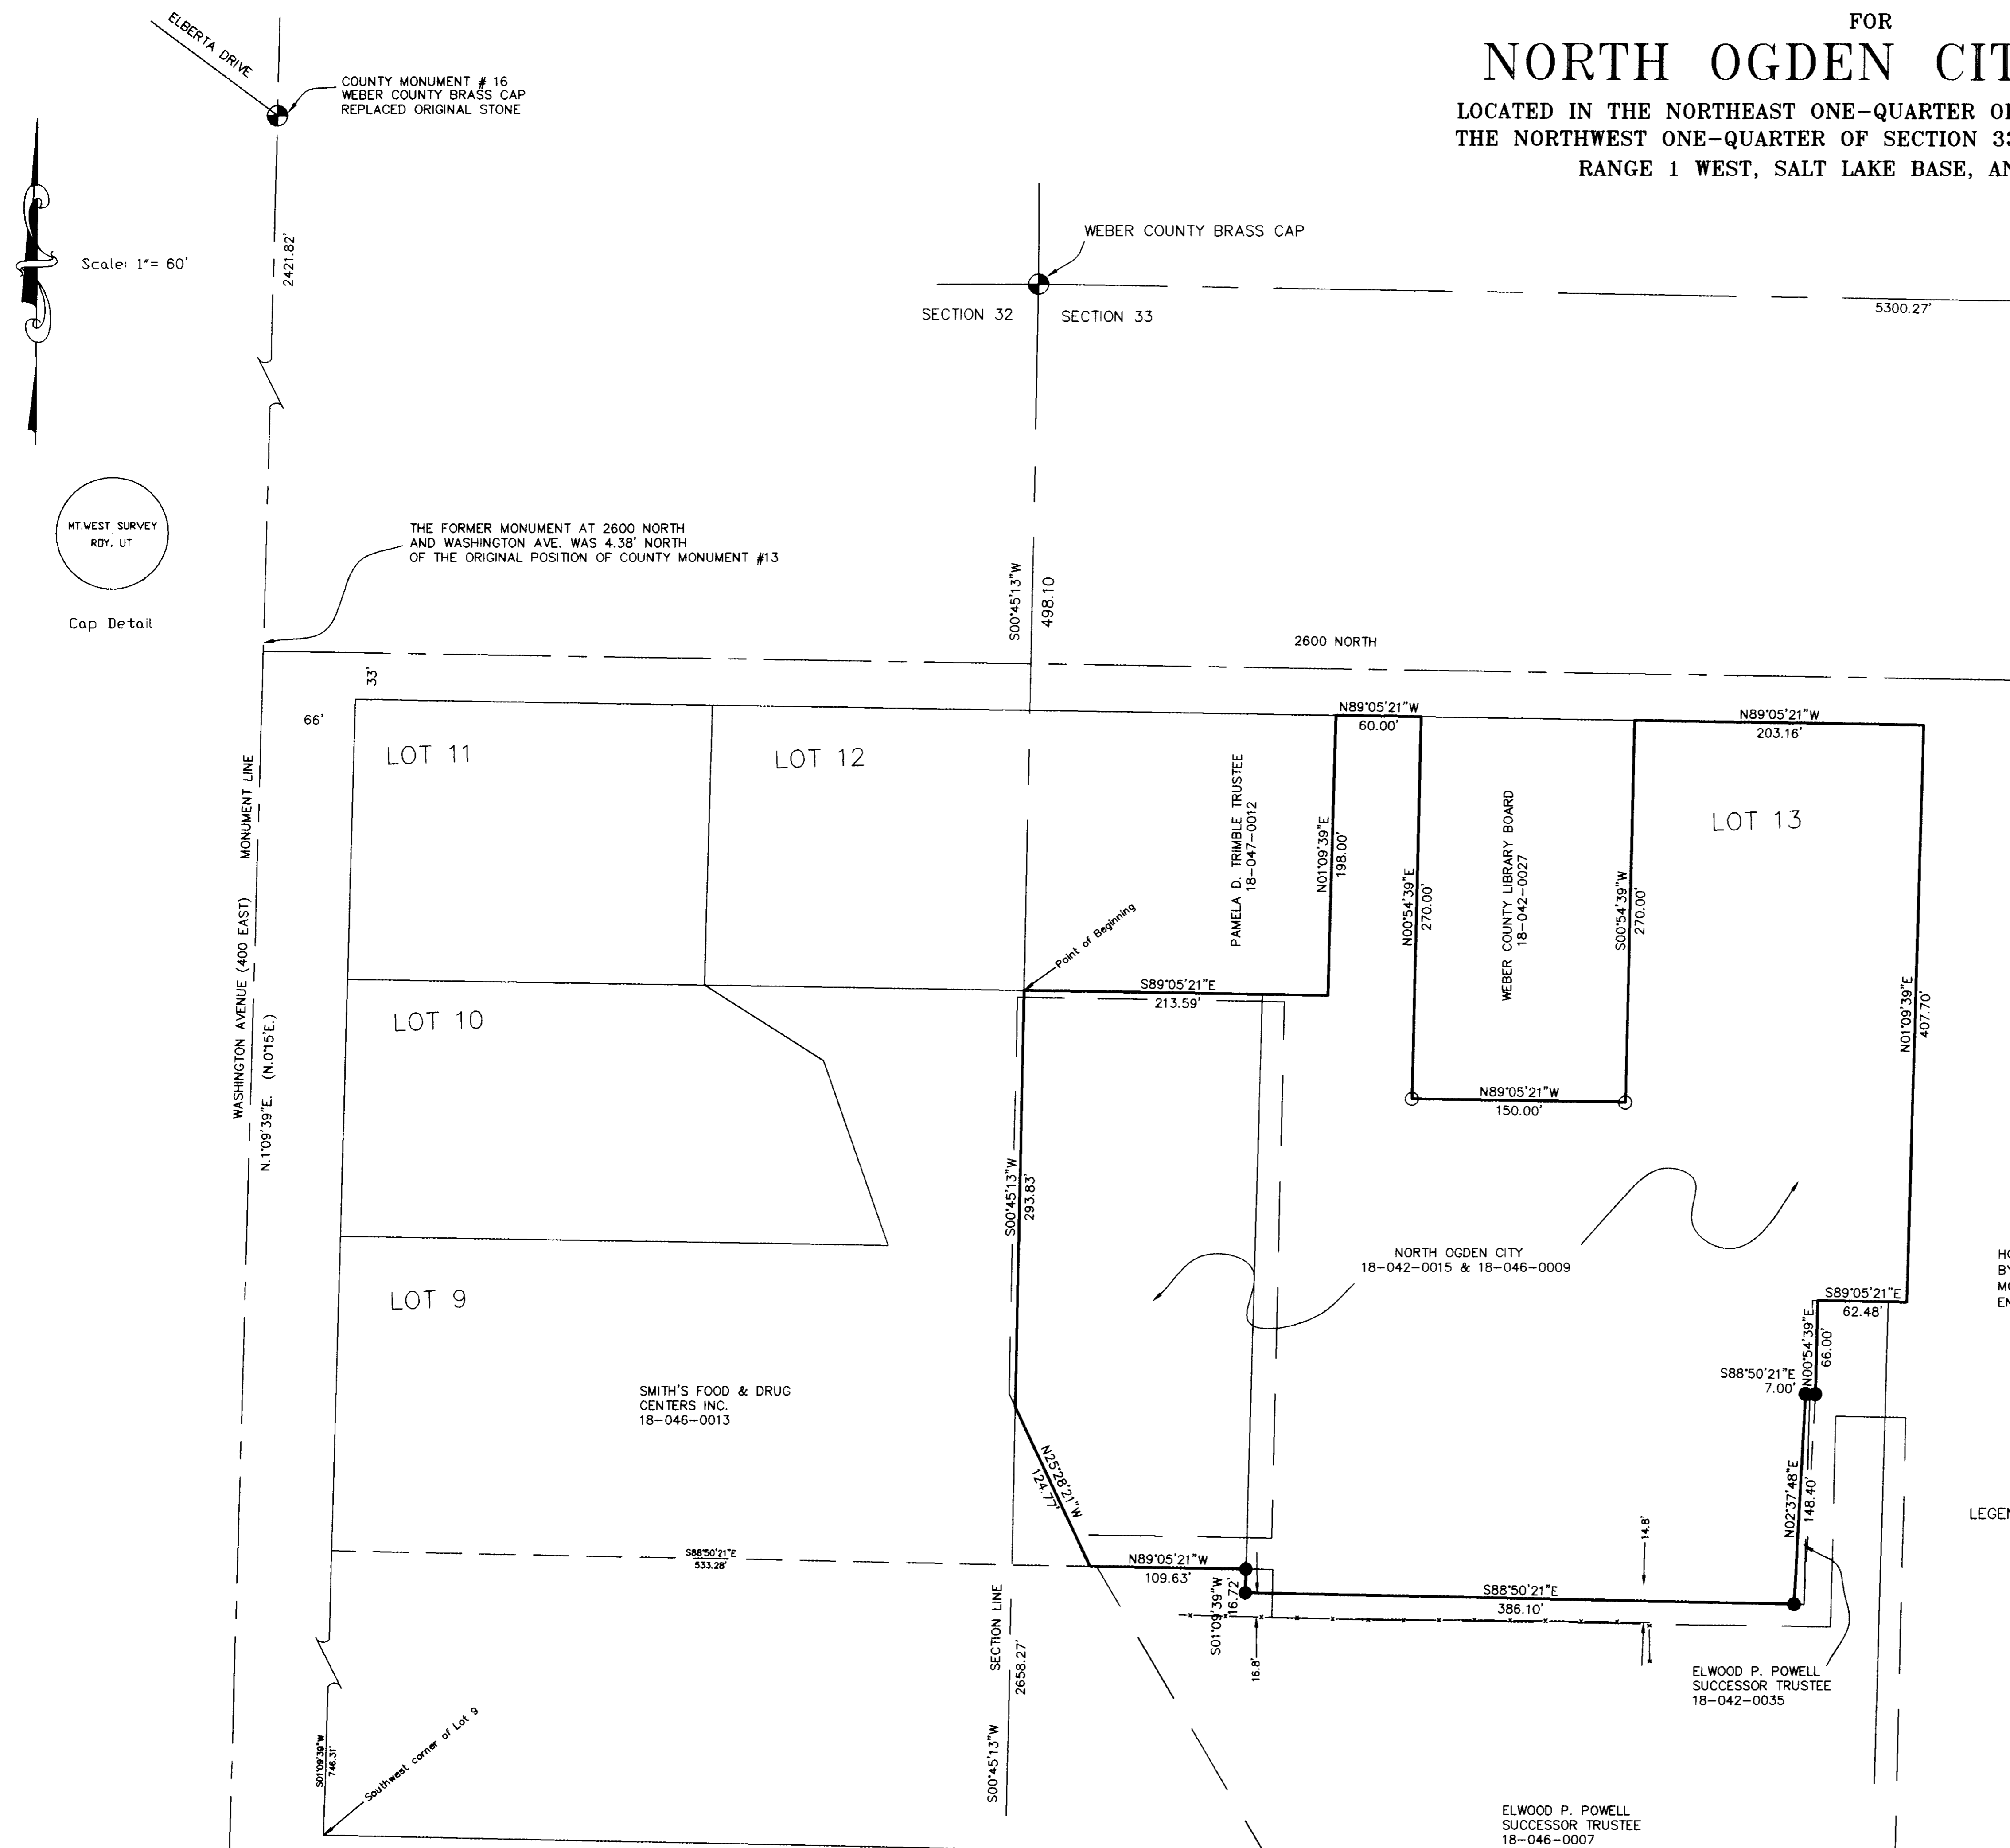 FOR
NORTH OGDEN CIT
LOCATED IN THE NORTHEAST ONE-QUARTER
THE NORTHWEST ONE-QUARTER OF SECTION 33
RANGE 1 WEST, SALT LAKE BASE, AN
ELBERTA DRIVE
COUNTY MONUMENT # 16
WEBER COUNTY BRASS CAP
REPLACED ORIGINAL STONE
2421.82'
Scale: 1"= 60'
WEBER COUNTY BRASS CAP
SECTION 32
SECTION 33
5300.27'
MT.WEST SURVEY
ROY, UT
Cap Detail
THE FORMER MONUMENT AT 2600 NORTH
AND WASHINGTON AVE. WAS 4.38' NORTH
OF THE ORIGINAL POSITION OF COUNTY MONUMENT #13
S00°45'13"W
498.10
2600 NORTH
33'
66'
LOT 11
LOT 12
N89°05'21"W
60.00'
N89°05'21"W
203.16'
LOT 13
PAMELA D. TRIMBLE TRUSTEE
18-047-0012
N01°09'39"E
198.00'
N00°54'39"E
270.00'
WEBER COUNTY LIBRARY BOARD
18-042-0027
S00°54'39"W
270.00'
N01°09'39"E
407.70'
WASHINGTON AVENUE (400 EAST)
MONUMENT LINE
N.1°09'39"E. (N.0°15'E.)
Point of Beginning
S89°05'21"E
213.59'
LOT 10
N89°05'21"W
150.00'
S00°45'13"W
293.83'
NORTH OGDEN CITY
18-042-0015 & 18-046-0009
LOT 9
S89°05'21"E
62.48'
N00°54'39"E
66.00'
S88°50'21"E
7.00'
SMITH'S FOOD & DRUG
CENTERS INC.
18-046-0013
N25°28'21"W
124.77'
N02°37'48"E
148.40'
14.8'
LEGEN
S88°50'21"E
533.28'
N89°05'21"W
109.63'
S01°09'39"W
16.72'
S88°50'21"E
386.10'
16.8'
SECTION LINE
S00°45'13"W
2658.27'
ELWOOD P. POWELL
SUCCESSOR TRUSTEE
18-042-0035
S01°09'39"W
746.31'
Southwest corner of Lot 9
ELWOOD P. POWELL
SUCCESSOR TRUSTEE
18-046-0007